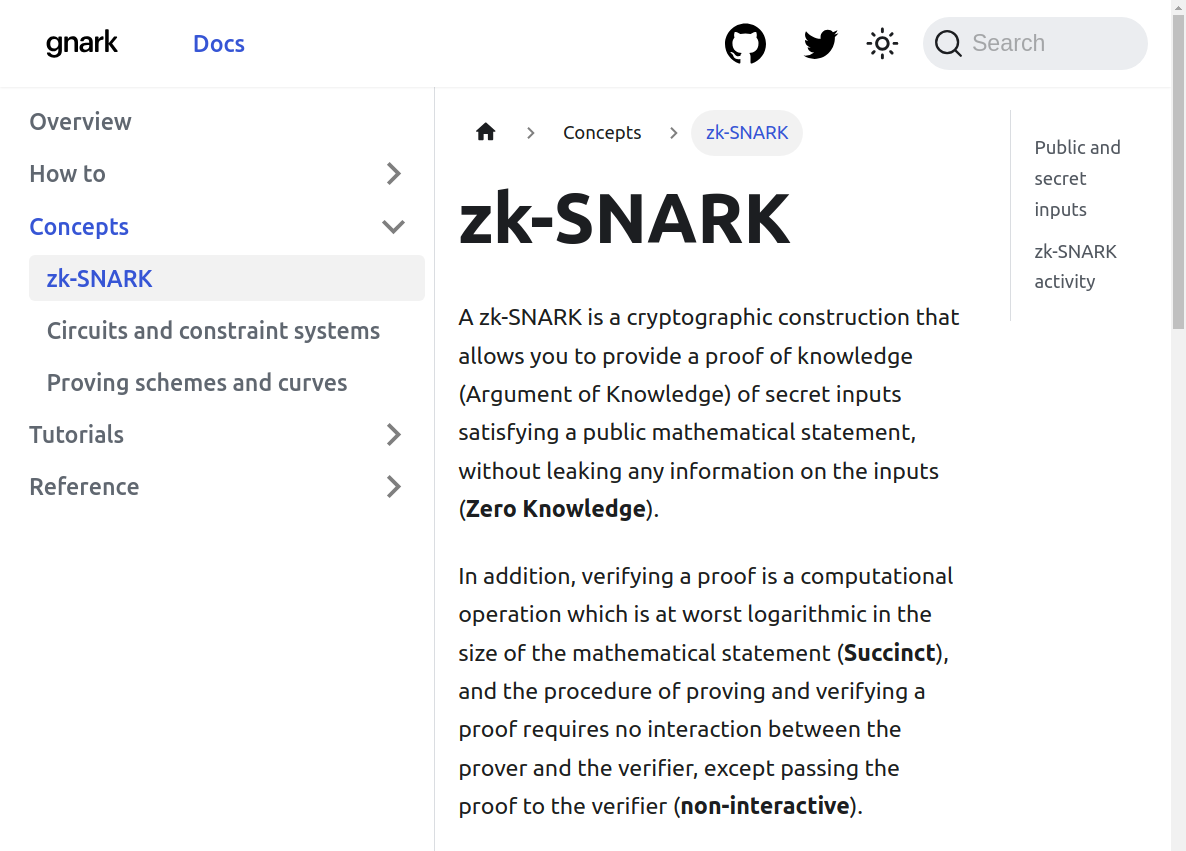 gnark
Docs
Search
Overview
How to
Concepts
zk-SNARK
Circuits and constraint systems
Proving schemes and curves
Tutorials
Reference
Concepts
zk-SNARK
zk-SNARK
A zk-SNARK is a cryptographic construction that
allows you to provide a proof of knowledge
(Argument of Knowledge) of secret inputs
satisfying a public mathematical statement,
without leaking any information on the inputs
(Zero Knowledge).
In addition, verifying a proof is a computational
operation which is at worst logarithmic in the
size of the mathematical statement (Succinct),
and the procedure of proving and verifying a
proof requires no interaction between the
prover and the verifier, except passing the
proof to the verifier (non-interactive).
Public and
secret
inputs
zk-SNARK
activity